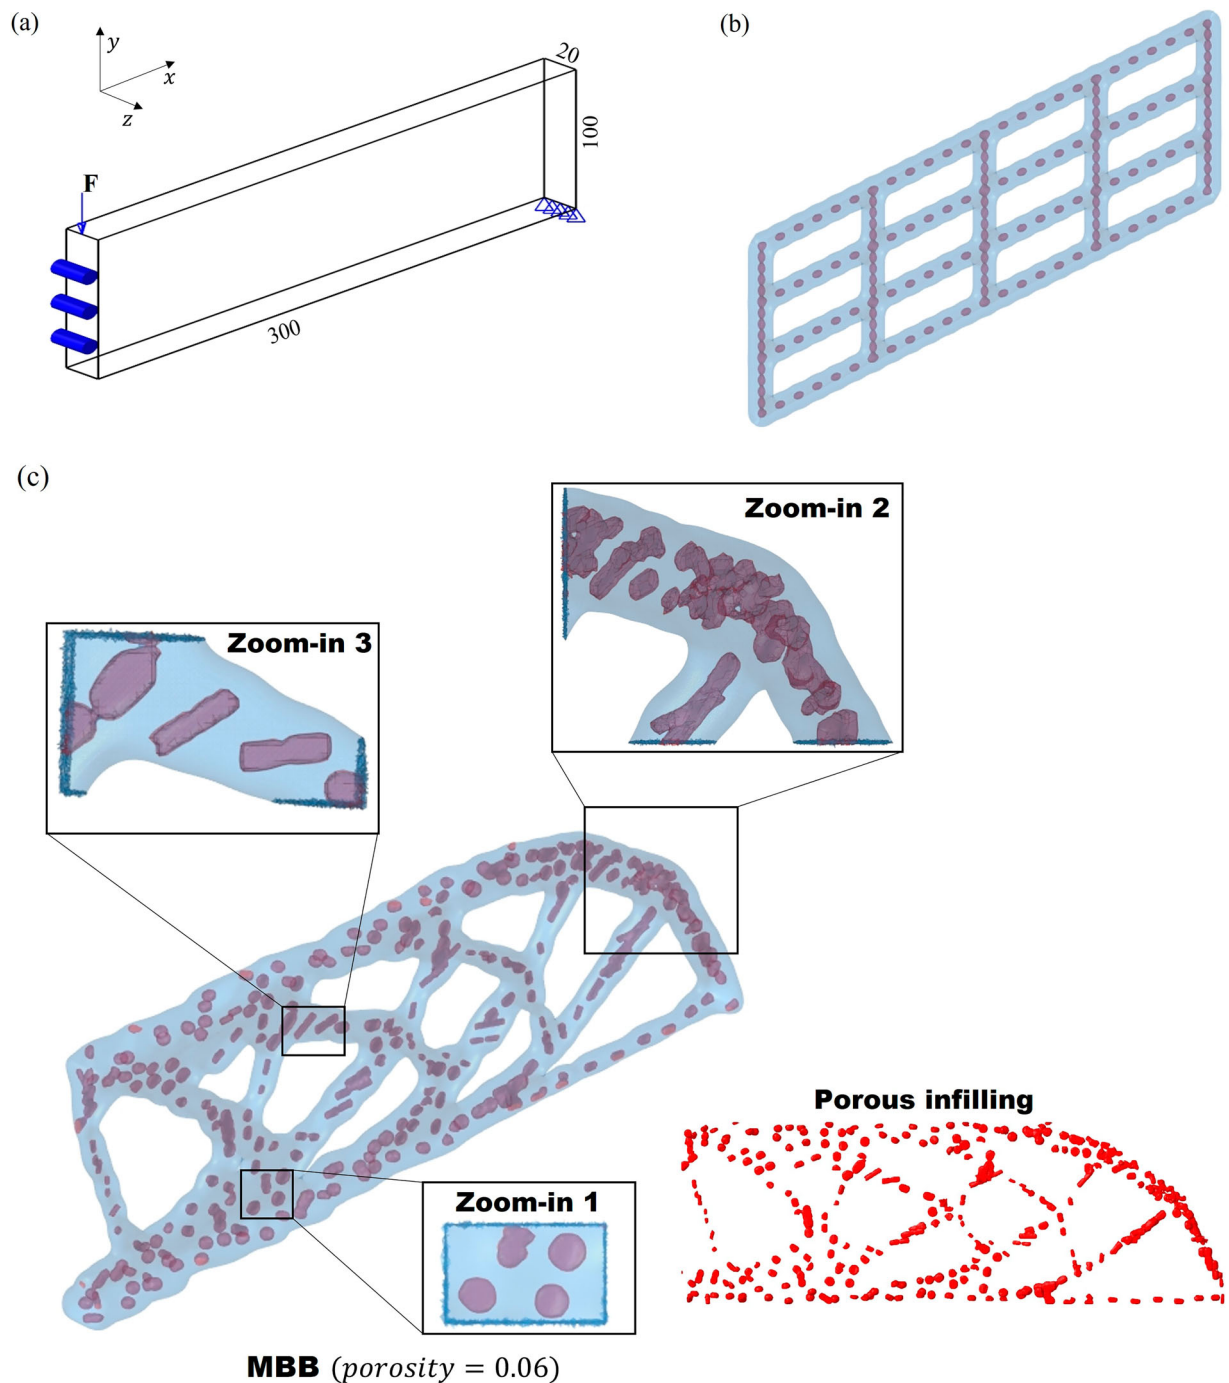 (a)
y
x
z
20
100
F
300
(b)
(c)
Zoom-in 2
Zoom-in 3
Porous infilling
Zoom-in 1
MBB (porosity = 0.06)